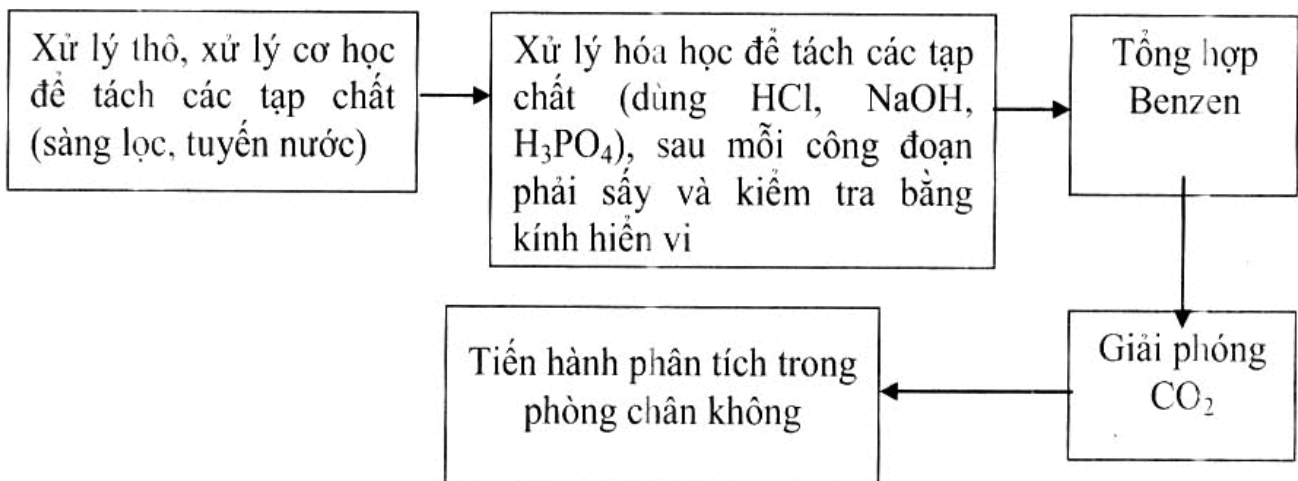 Xử lý thô, xử lý cơ học
để tách các tạp chất
(sàng lọc, tuyển nước)
Xử lý hóa học để tách các tạp
chất (dùng HCl, NaOH,
H₃PO₄), sau mỗi công đoạn
phải sấy và kiểm tra bằng
kính hiển vi
Tổng hợp
Benzen
Giải phóng
CO₂
Tiến hành phân tích trong
phòng chân không